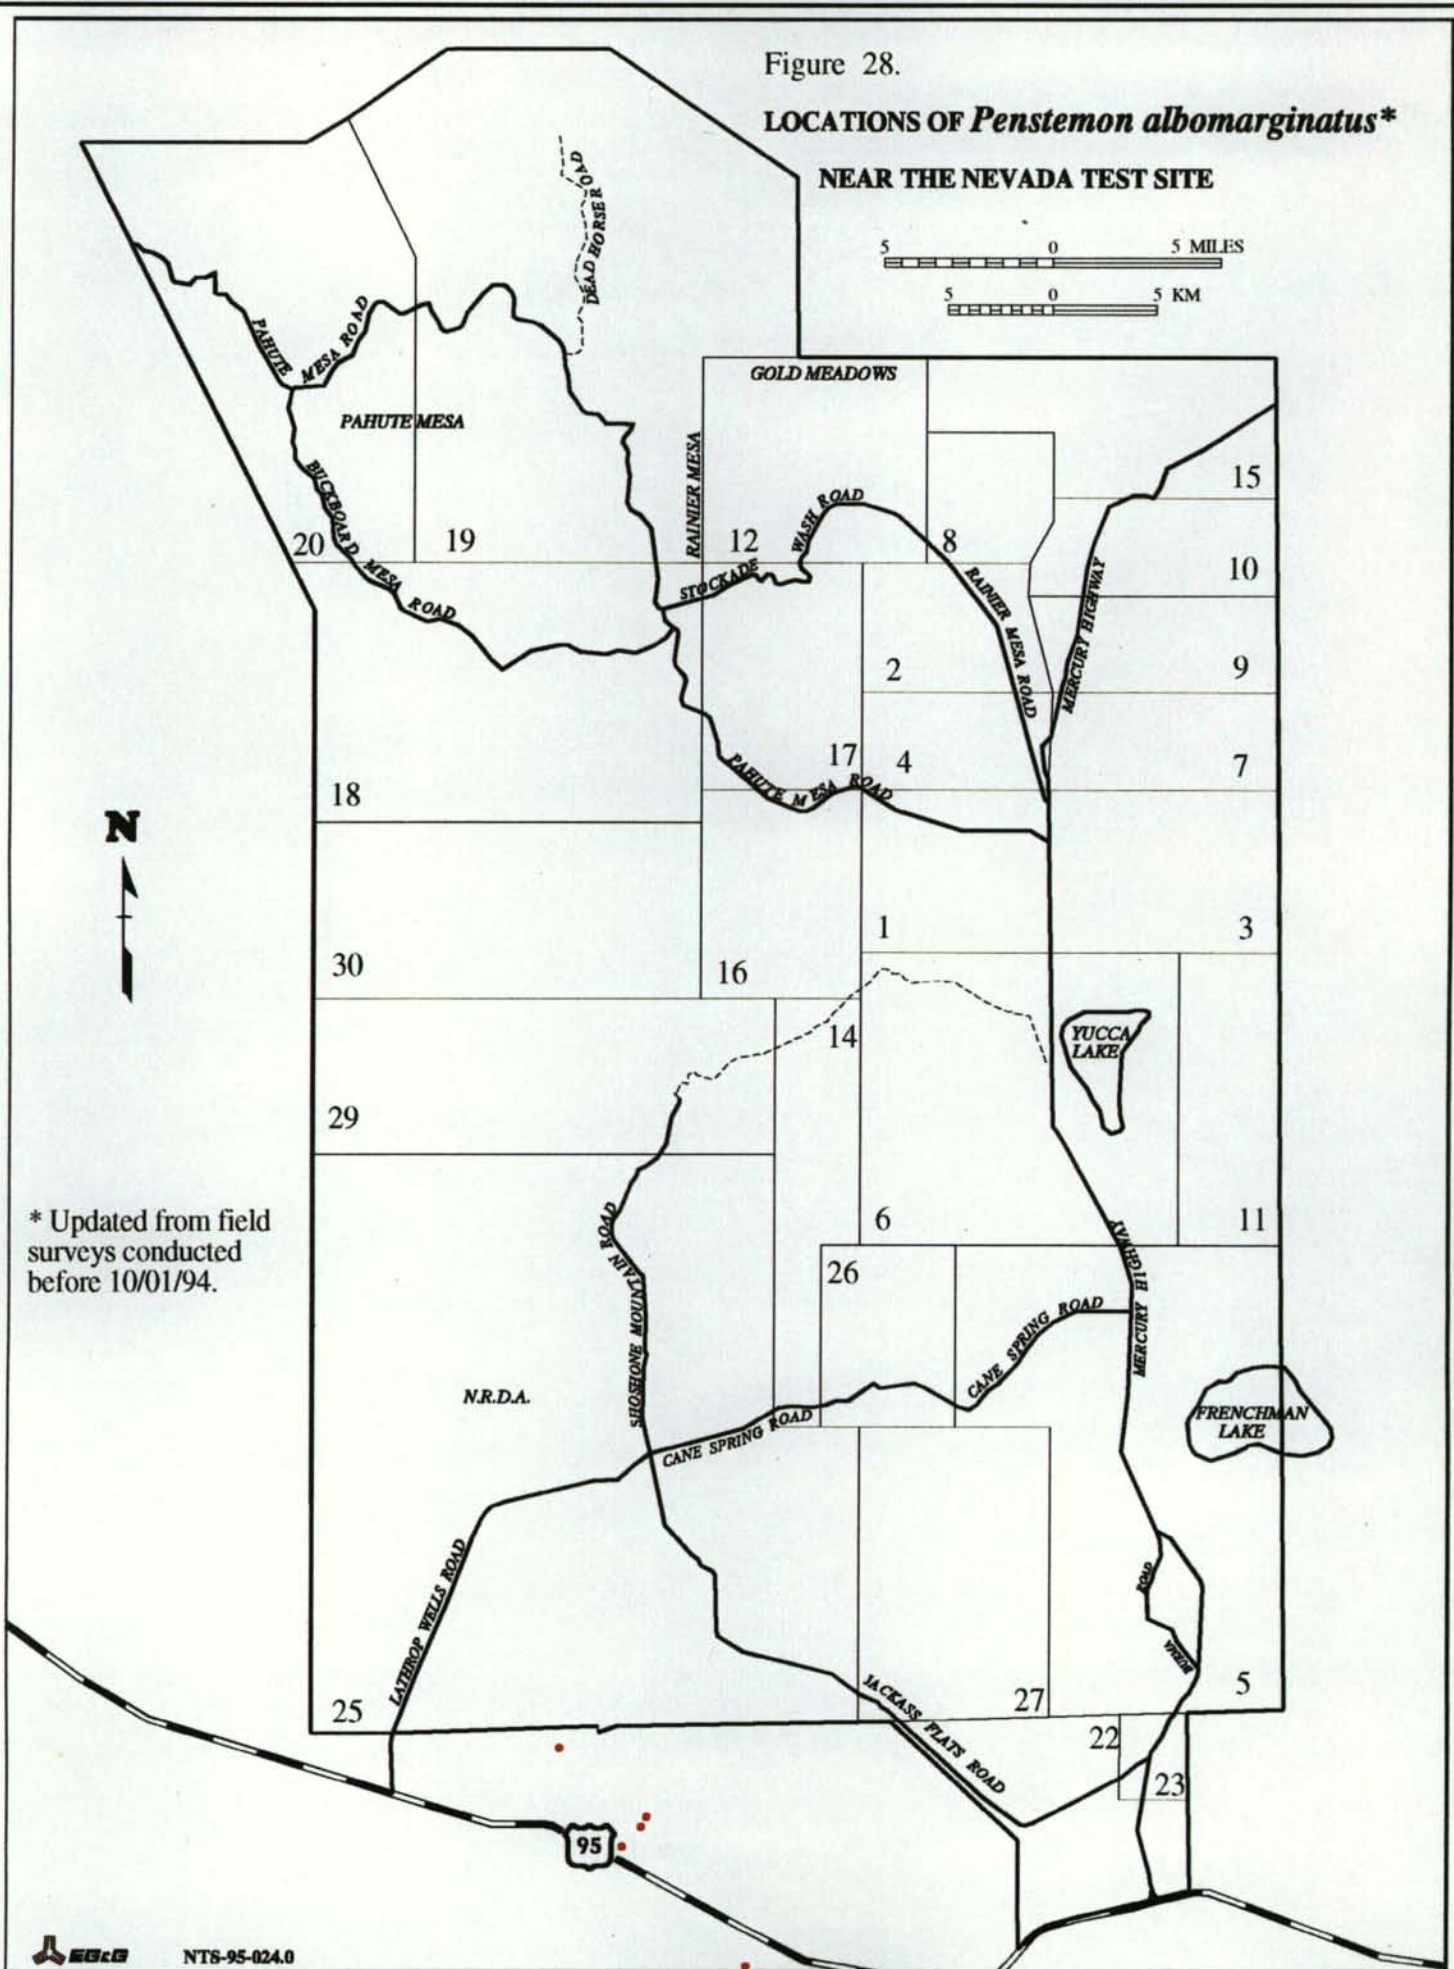 Figure 28.
LOCATIONS OF Penstemon albomarginatus*
NEAR THE NEVADA TEST SITE
5 0 5 MILES
5 0 5 KM
DEAD HORSE ROAD
PAHUTE MESA ROAD
PAHUTE MESA
BUCKBOARD MESA ROAD
20
19
GOLD MEADOWS
RAINIER MESA
12
STOCKADE WASH ROAD
8
RAINIER MESA ROAD
MERCURY HIGHWAY
15
10
9
2
17
4
7
PAHUTE MESA ROAD
18
N
30
16
1
3
14
YUCCA
LAKE
29
* Updated from field
surveys conducted
before 10/01/94.
6
11
26
SHOSHONE MOUNTAIN ROAD
MERCURY HIGHWAY
CANE SPRING ROAD
N.R.D.A.
CANE SPRING ROAD
FRENCHMAN
LAKE
LATHROP WELLS ROAD
ROAD
25
JACKASS FLATS ROAD
27
5
22
23
95
EG&G
NTS-95-024.0